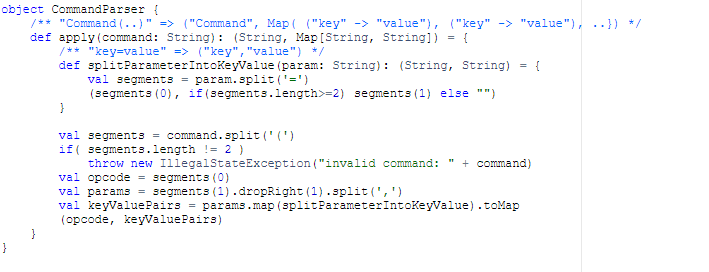 object CommandParser {
/** "Command(..)" => ("Command", Map( ("key" -> "value"), ("key" -> "value"), ..}) */
def apply(command: String): (String, Map[String, String]) = {
/** "key=value" => ("key","value") */
def splitParameterIntoKeyValue(param: String): (String, String) = {
val segments = param.split('=')
(segments(0), if(segments.length>=2) segments(1) else "")
}
val segments = command.split('(')
if( segments.length != 2 )
throw new IllegalStateException("invalid command: " + command)
val opcode = segments(0)
val params = segments(1).dropRight(1).split(',')
val keyValuePairs = params.map(splitParameterIntoKeyValue).toMap
(opcode, keyValuePairs)
}
}